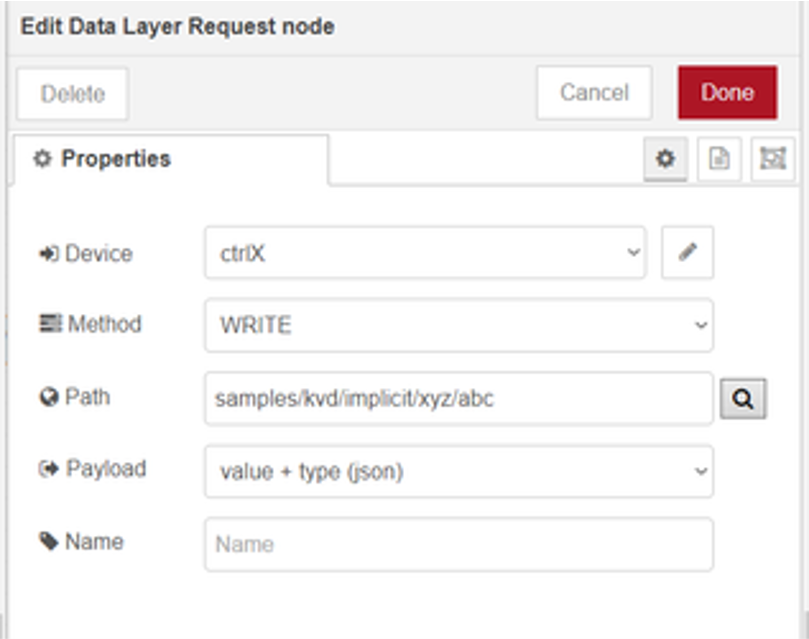 Edit Data Layer Request node
Delete Cancel Done
Properties
Device ctrlX
Method WRITE
Path samples/kvd/implicit/xyz/abc
Payload value + type (json)
Name Name